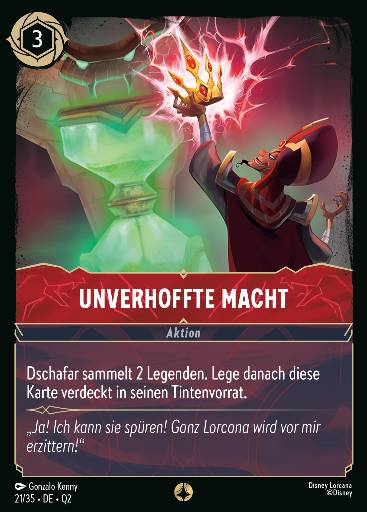 3
UNVERHOFFTE MACHT
Aktion
Dschafar sammelt 2 Legenden. Lege danach diese
Karte verdeckt in seinen Tintenvorrat.
„Ja! Ich kann sie spüren! Gonz Lorcona wird vor mir
erzittern!“
Gonzalo Kenny
21/35 • DE • Q2
Disney Lorcana
©Disney